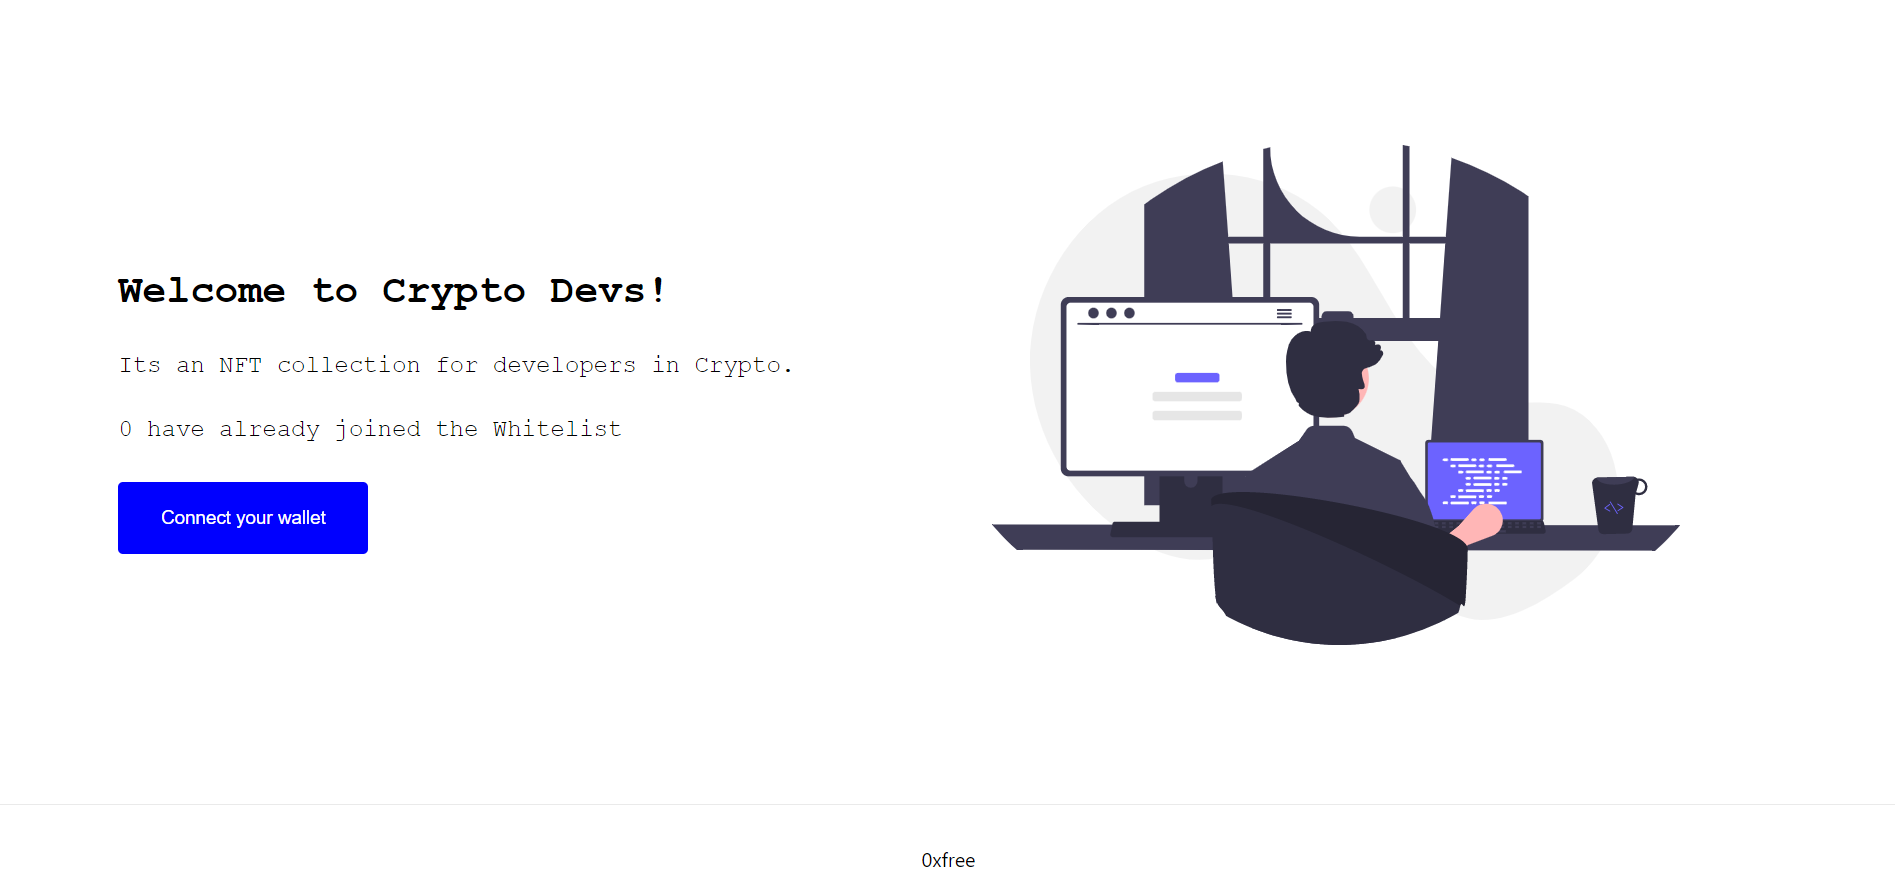 Welcome to Crypto Devs!
Its an NFT collection for developers in Crypto.
0 have already joined the Whitelist
Connect your wallet
<\>
0xfree